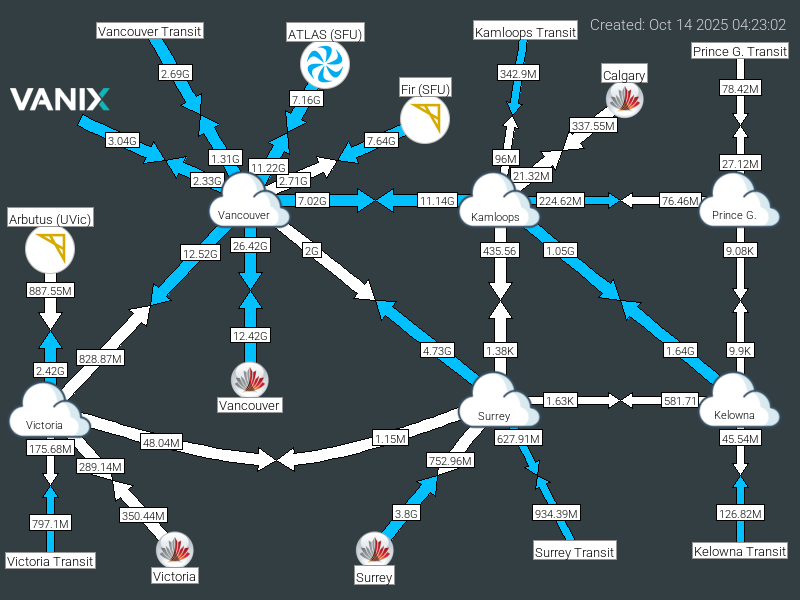 Created: Oct 14 2025 04:23:02
Vancouver Transit
ATLAS (SFU)
Kamloops Transit
Prince G. Transit
2.69G
342.9M
Calgary
78.42M
Fir (SFU)
VANIX
7.16G
337.55M
3.04G
7.64G
1.31G
96M
27.12M
11.22G
2.33G
2.71G
21.32M
7.02G
11.14G
224.62M
76.46M
Arbutus (UVic)
Vancouver
Kamloops
Prince G.
12.52G
26.42G
2G
435.56
1.05G
9.08K
887.55M
12.42G
828.87M
4.73G
1.38K
1.64G
9.9K
2.42G
Vancouver
1.63K
581.71
Victoria
Surrey
Kelowna
175.68M
48.04M
1.15M
627.91M
45.54M
289.14M
752.96M
797.1M
350.44M
3.8G
934.39M
126.82M
Victoria Transit
Victoria
Surrey
Surrey Transit
Kelowna Transit